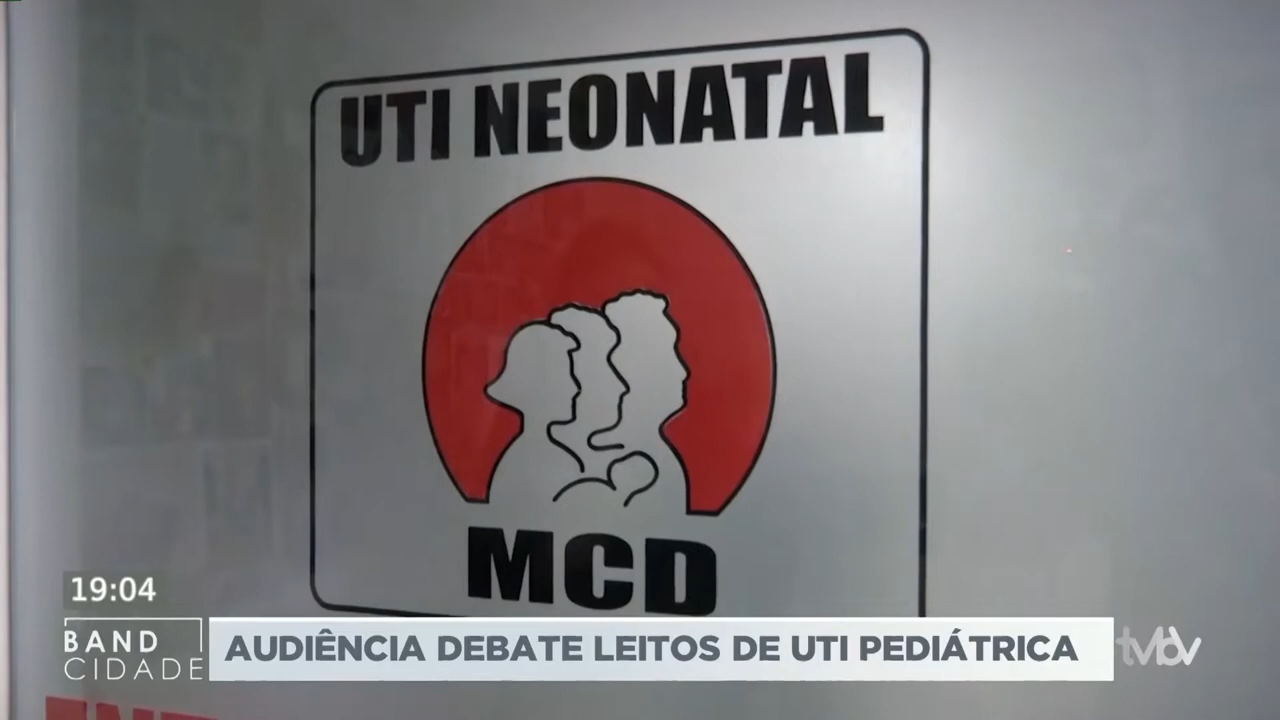 UTI NEONATAL
MCD
19:04
BAND
CIDADE
AUDIÊNCIA DEBATE LEITOS DE UTI PEDIÁTRICA
tvbv